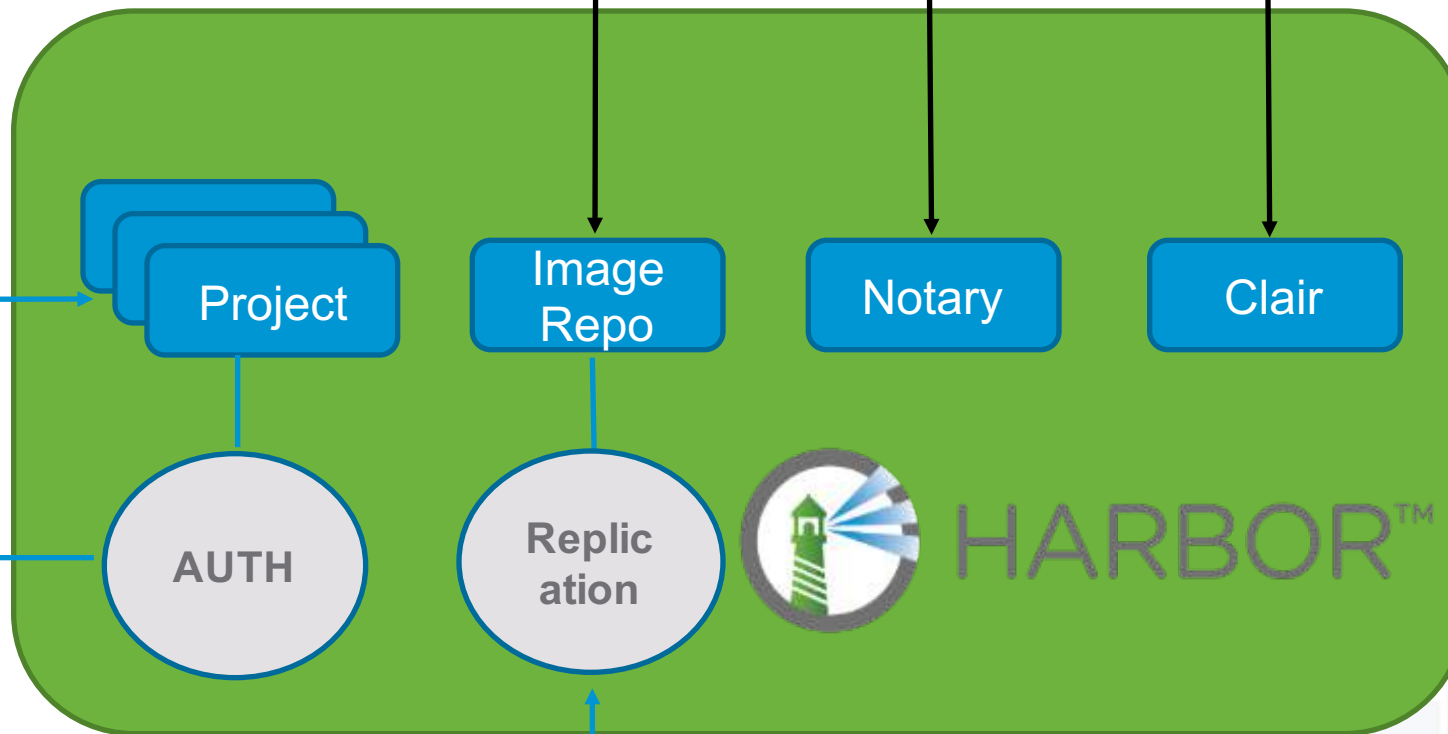 Project
Image
Repo
Notary
Clair
AUTH
Replic
ation
HARBOR™